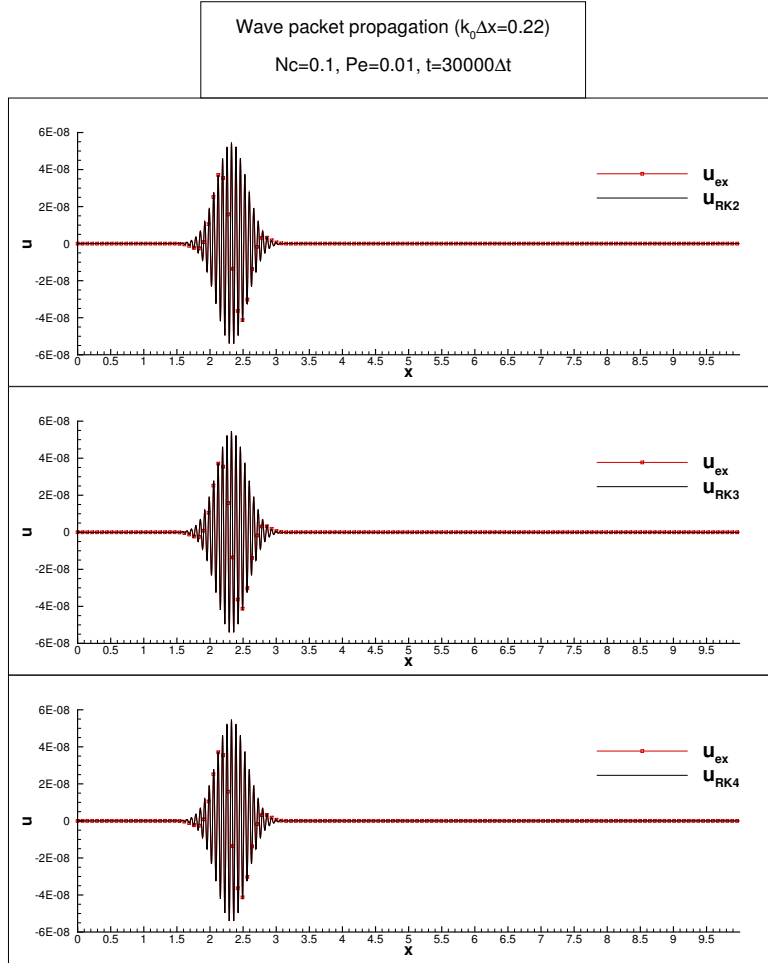 Wave packet propagation (k₀Δx=0.22)
Nc=0.1, Pe=0.01, t=30000Δt
6E-08
4E-08
2E-08
0
-2E-08
-4E-08
-6E-08
u
u_ex
u_RK2
0 0.5 1 1.5 2 2.5 3 3.5 4 4.5 5 5.5 6 6.5 7 7.5 8 8.5 9 9.5
x
6E-08
4E-08
2E-08
0
-2E-08
-4E-08
-6E-08
u
u_ex
u_RK3
0 0.5 1 1.5 2 2.5 3 3.5 4 4.5 5 5.5 6 6.5 7 7.5 8 8.5 9 9.5
x
6E-08
4E-08
2E-08
0
-2E-08
-4E-08
-6E-08
u
u_ex
u_RK4
0 0.5 1 1.5 2 2.5 3 3.5 4 4.5 5 5.5 6 6.5 7 7.5 8 8.5 9 9.5
x